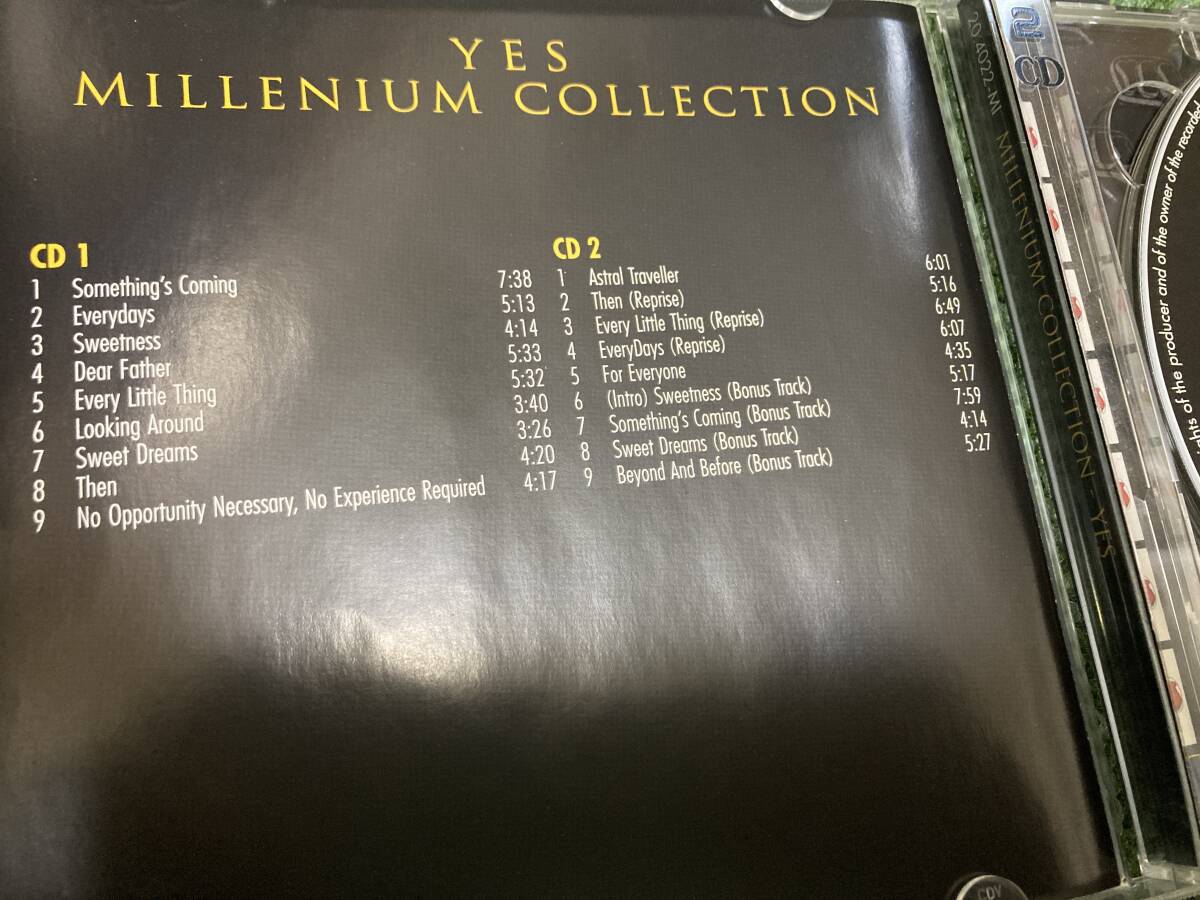 YES
MILLENIUM COLLECTION
CD 1
1 Something's Coming 7:38
2 Everydays 5:13
3 Sweetness 4:14
4 Dear Father 5:33
5 Every Little Thing 5:32
6 Looking Around 3:40
7 Sweet Dreams 3:26
8 Then 4:20
9 No Opportunity Necessary, No Experience Required 4:17
CD 2
1 Astral Traveller 6:01
2 Then (Reprise) 5:16
3 Every Little Thing (Reprise) 6:49
4 EveryDays (Reprise) 6:07
5 For Everyone 4:35
6 (Intro) Sweetness (Bonus Track) 5:17
7 Something's Coming (Bonus Track) 7:59
8 Sweet Dreams (Bonus Track) 4:14
9 Beyond And Before (Bonus Track) 5:27
2 CD
20 4022-MI MILLENIUM COLLECTION - YES
of the producer and of the owner of the recorded
CDV